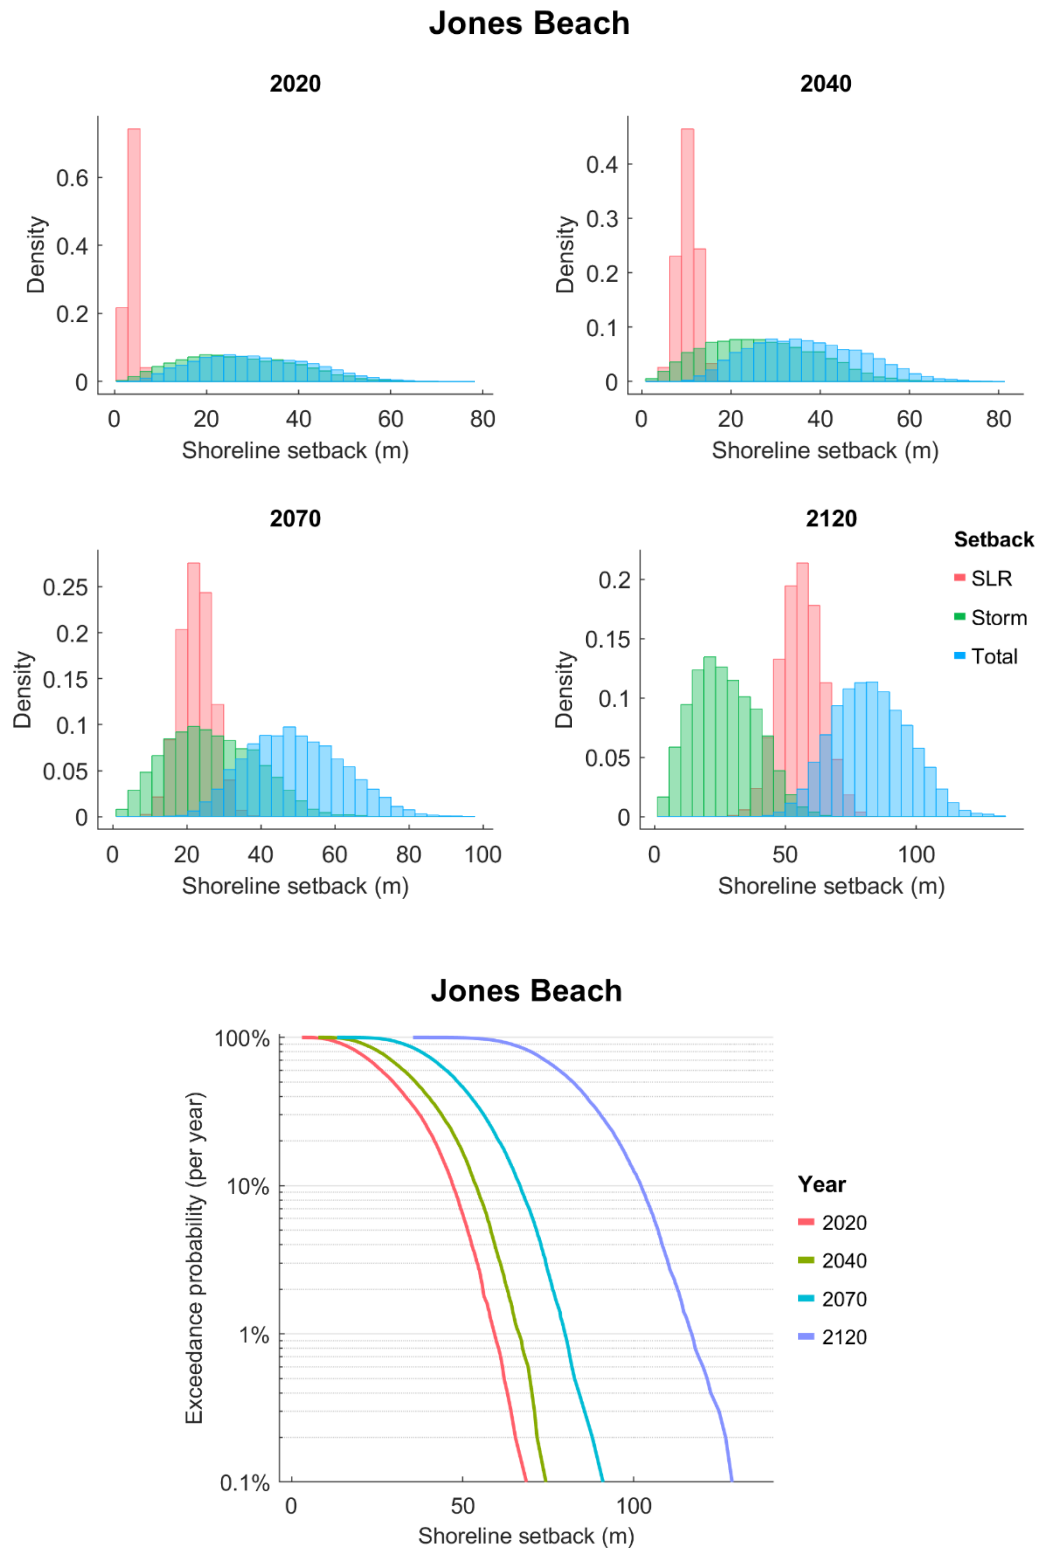 Jones Beach
2020
2040
Density
0.6
0.4
0.2
0
0 20 40 60 80
Shoreline setback (m)
Density
0.4
0.3
0.2
0.1
0
0 20 40 60 80
Shoreline setback (m)
2070
2120
Density
0.25
0.2
0.15
0.1
0.05
0
0 20 40 60 80 100
Shoreline setback (m)
Density
0.2
0.15
0.1
0.05
0
0 50 100
Shoreline setback (m)
Setback
SLR
Storm
Total
Jones Beach
Exceedance probability (per year)
100%
10%
1%
0.1%
0 50 100
Shoreline setback (m)
Year
2020
2040
2070
2120